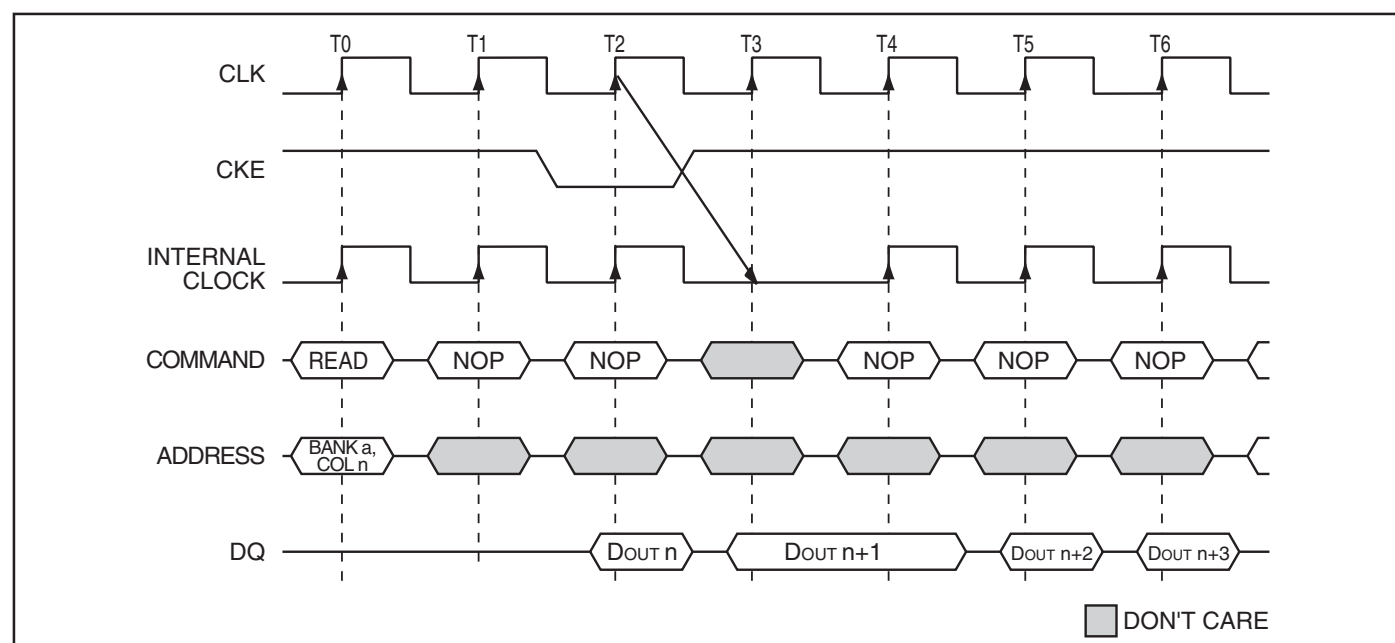 T0 T1 T2 T3 T4 T5 T6
CLK
CKE
INTERNAL
CLOCK
COMMAND READ NOP NOP NOP NOP NOP
ADDRESS BANK a,
COL n
DQ DOUT n DOUT n+1 DOUT n+2 DOUT n+3
DON'T CARE